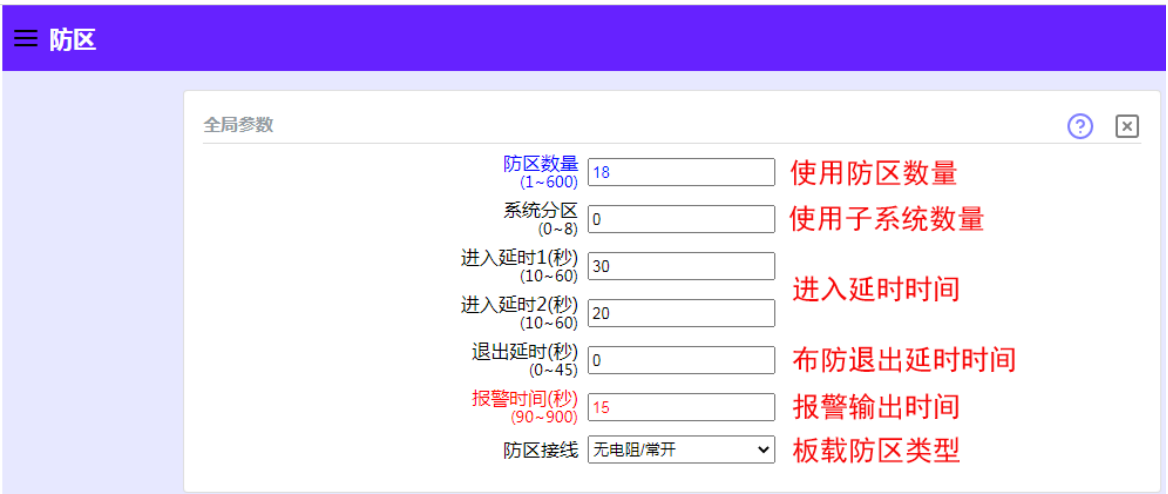 防区
全局参数
防区数量 18 使用防区数量
(1~600)
系统分区 0 使用子系统数量
(0~8)
进入延时1(秒) 30
(10~60)
进入延时时间
进入延时2(秒) 20
(10~60)
退出延时(秒) 0 布防退出延时时间
(0~45)
报警时间(秒) 15 报警输出时间
(90~900)
防区接线 无电阻/常开 板载防区类型